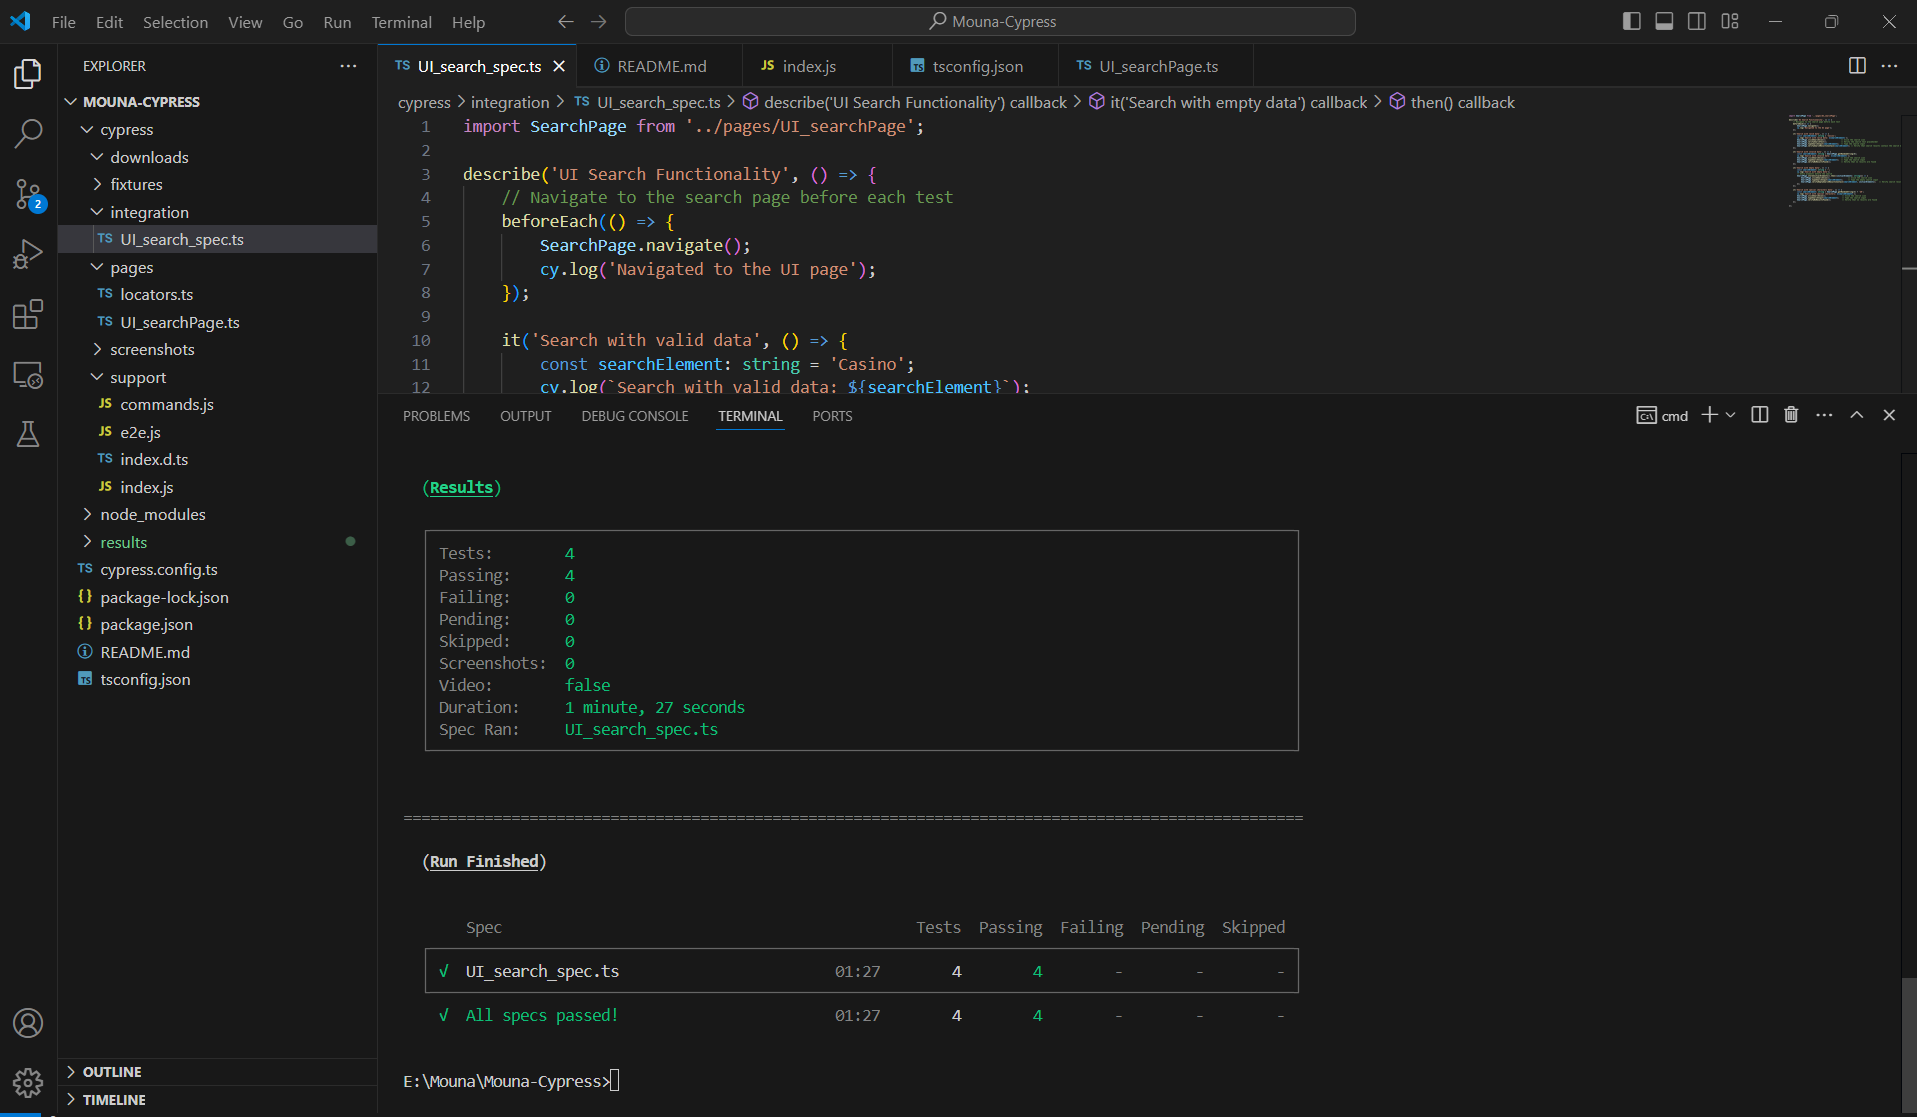 File Edit Selection View Go Run Terminal Help
Mouna-Cypress
EXPLORER
MOUNA-CYPRESS
cypress
downloads
fixtures
integration
TS UI_search_spec.ts
pages
TS locators.ts
TS UI_searchPage.ts
screenshots
support
JS commands.js
JS e2e.js
TS index.d.ts
JS index.js
node_modules
results
TS cypress.config.ts
{} package-lock.json
{} package.json
README.md
TS tsconfig.json
OUTLINE
TIMELINE
2
TS UI_search_spec.ts README.md JS index.js TS tsconfig.json TS UI_searchPage.ts
cypress > integration > TS UI_search_spec.ts > describe('UI Search Functionality') callback > it('Search with empty data') callback > then() callback
1 import SearchPage from '../pages/UI_searchPage';
2
3 describe('UI Search Functionality', () => {
4 // Navigate to the search page before each test
5 beforeEach(() => {
6 SearchPage.navigate();
7 cy.log('Navigated to the UI page');
8 });
9
10 it('Search with valid data', () => {
11 const searchElement: string = 'Casino';
12 cy.log(`Search with valid data: ${searchElement}`);
PROBLEMS OUTPUT DEBUG CONSOLE TERMINAL PORTS
cmd
(Results)
Tests: 4
Passing: 4
Failing: 0
Pending: 0
Skipped: 0
Screenshots: 0
Video: false
Duration: 1 minute, 27 seconds
Spec Ran: UI_search_spec.ts
====================================================================================================
(Run Finished)
Spec Tests Passing Failing Pending Skipped
√ UI_search_spec.ts 01:27 4 4 - - -
√ All specs passed! 01:27 4 4 - - -
E:\Mouna\Mouna-Cypress>